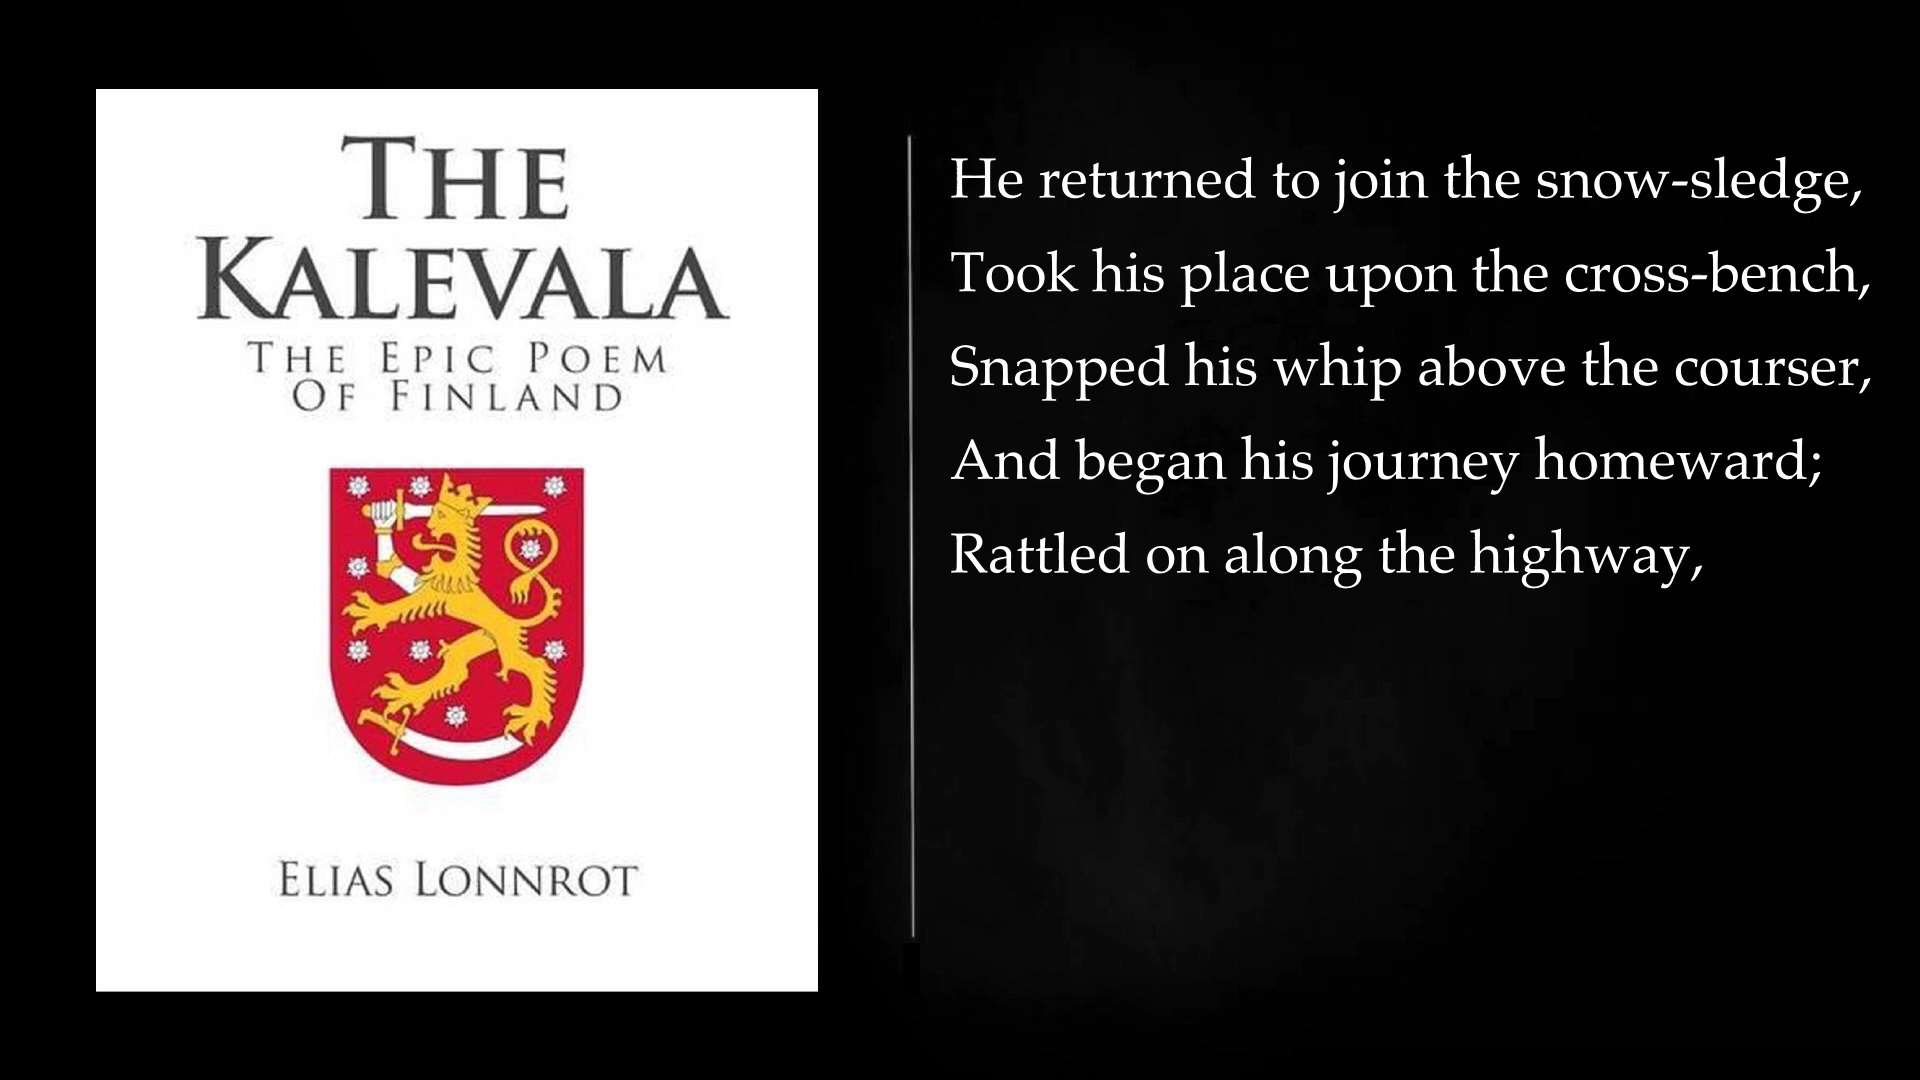 THE
KALEVALA
THE EPIC POEM
OF FINLAND
ELIAS LONNROT
He returned to join the snow-sledge,
Took his place upon the cross-bench,
Snapped his whip above the courser,
And began his journey homeward;
Rattled on along the highway,